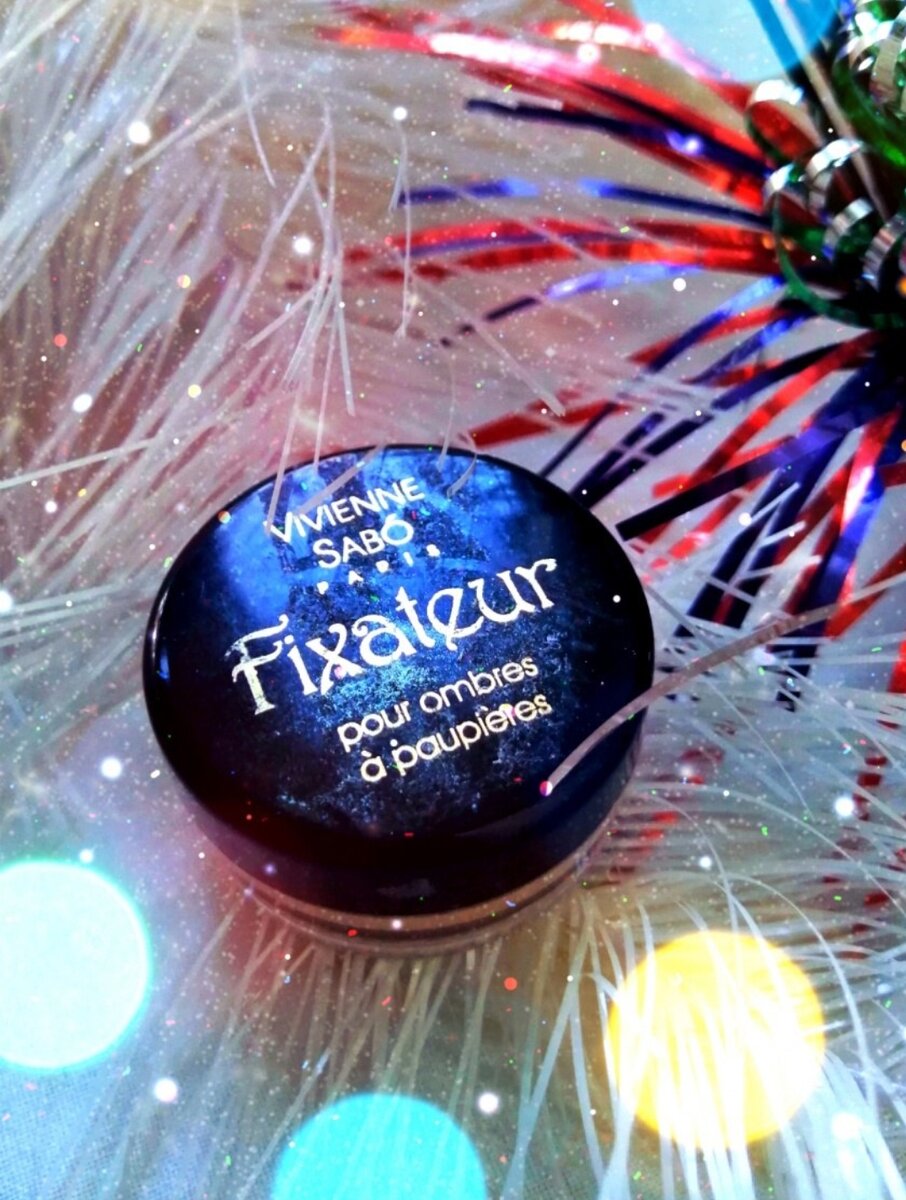 VIVIENNE
SABÓ
PARIS
Fixateur
pour ombres
à paupières